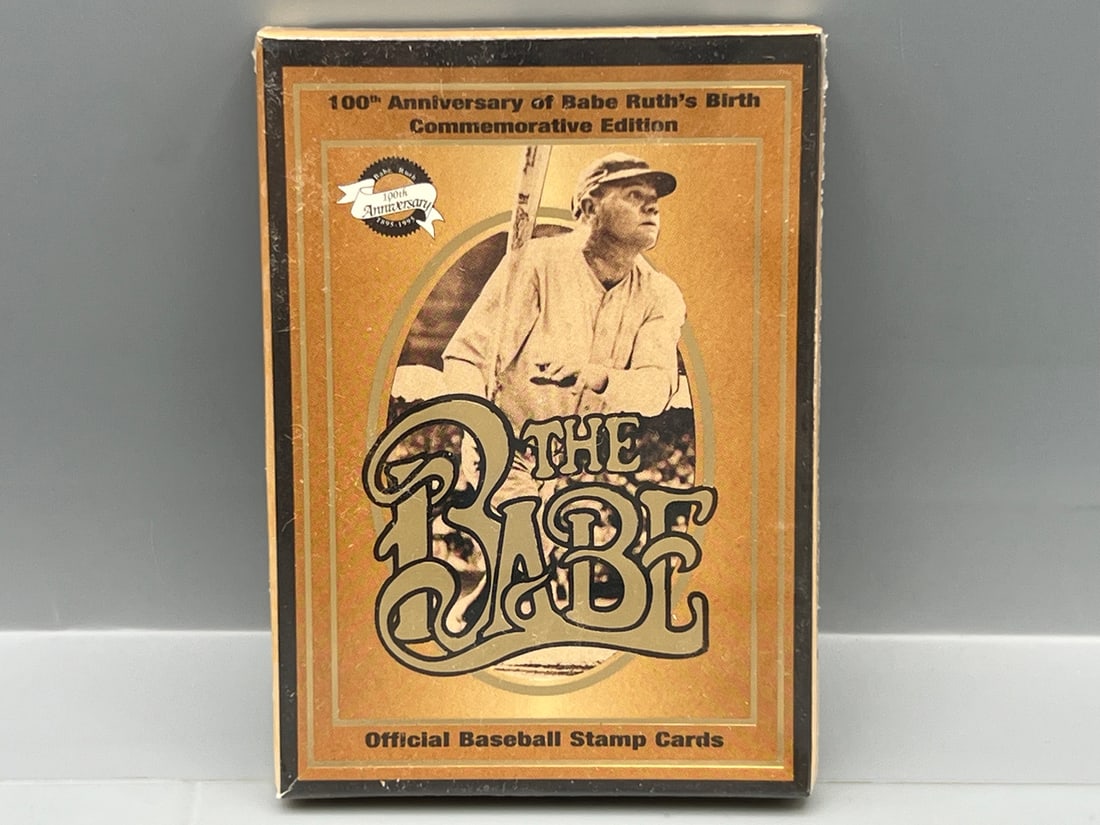 100th Anniversary of Babe Ruth's Birth
Commemorative Edition
Babe Ruth
100th
Anniversary
1895-1995
THE
BABE
Official Baseball Stamp Cards